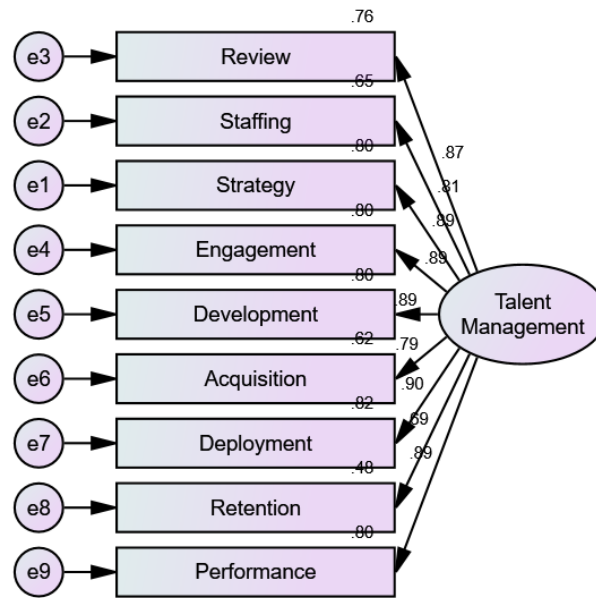 .76
e3
Review
.65
e2
Staffing
.87
.80
e1
Strategy
.81
.80
e4
Engagement
.89
.80
e5
Development
.89
.89
Talent
Management
.62
e6
Acquisition
.79
.82
e7
Deployment
.90
.48
e8
Retention
.69
.80
e9
Performance
.89